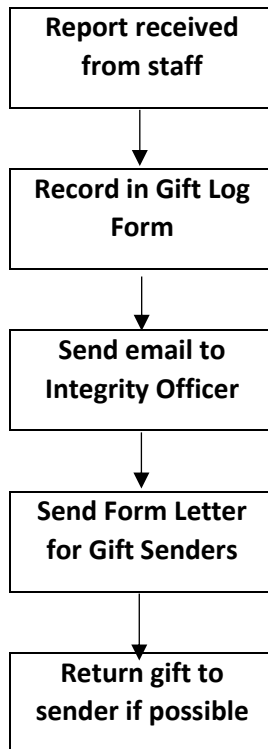 Report received
from staff
Record in Gift Log
Form
Send email to
Integrity Officer
Send Form Letter
for Gift Senders
Return gift to
sender if possible